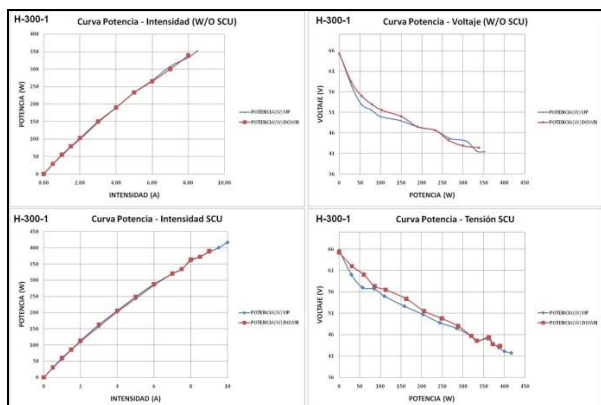 H-300-1 Curva Potencia - Intensidad (W/O SCU)
POTENCIA (W)
400
350
300
250
200
150
100
50
0
0.00 2.00 4.00 6.00 8.00 10.00
INTENSIDAD (A)
POTENCIA(W) UP
POTENCIA(W) DOWN
H-300-1 Curva Potencia - Voltaje (W/O SCU)
VOLTAJE (V)
66
61
56
51
46
41
36
0 50 100 150 200 250 300 350 400 450
POTENCIA (W)
POTENCIA(W) UP
POTENCIA(W) DOWN
H-300-1 Curva Potencia - Intensidad SCU
POTENCIA (W)
450
400
350
300
250
200
150
100
50
0
0 2 4 6 8 10
INTENSIDAD (A)
POTENCIA(W) UP
POTENCIA(W) DOWN
H-300-1 Curva Potencia - Tensión SCU
VOLTAJE (V)
66
61
56
51
46
41
36
0 50 100 150 200 250 300 350 400 450
POTENCIA (W)
POTENCIA(W) UP
POTENCIA(W) DOWN